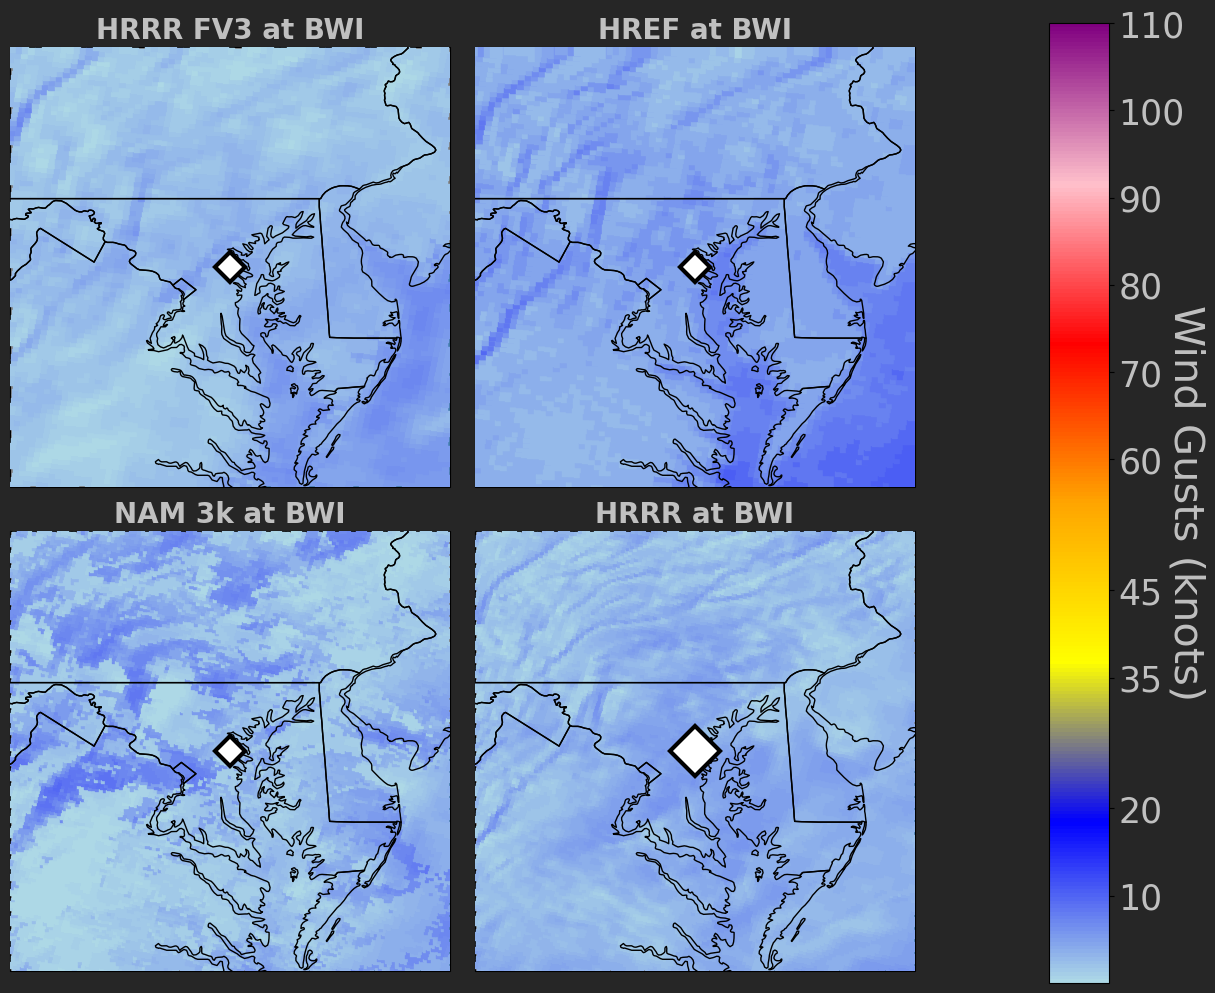 HRRR FV3 at BWI
HREF at BWI
NAM 3k at BWI
HRRR at BWI
110
100
90
80
70
60
45
35
20
10
Wind Gusts (knots)